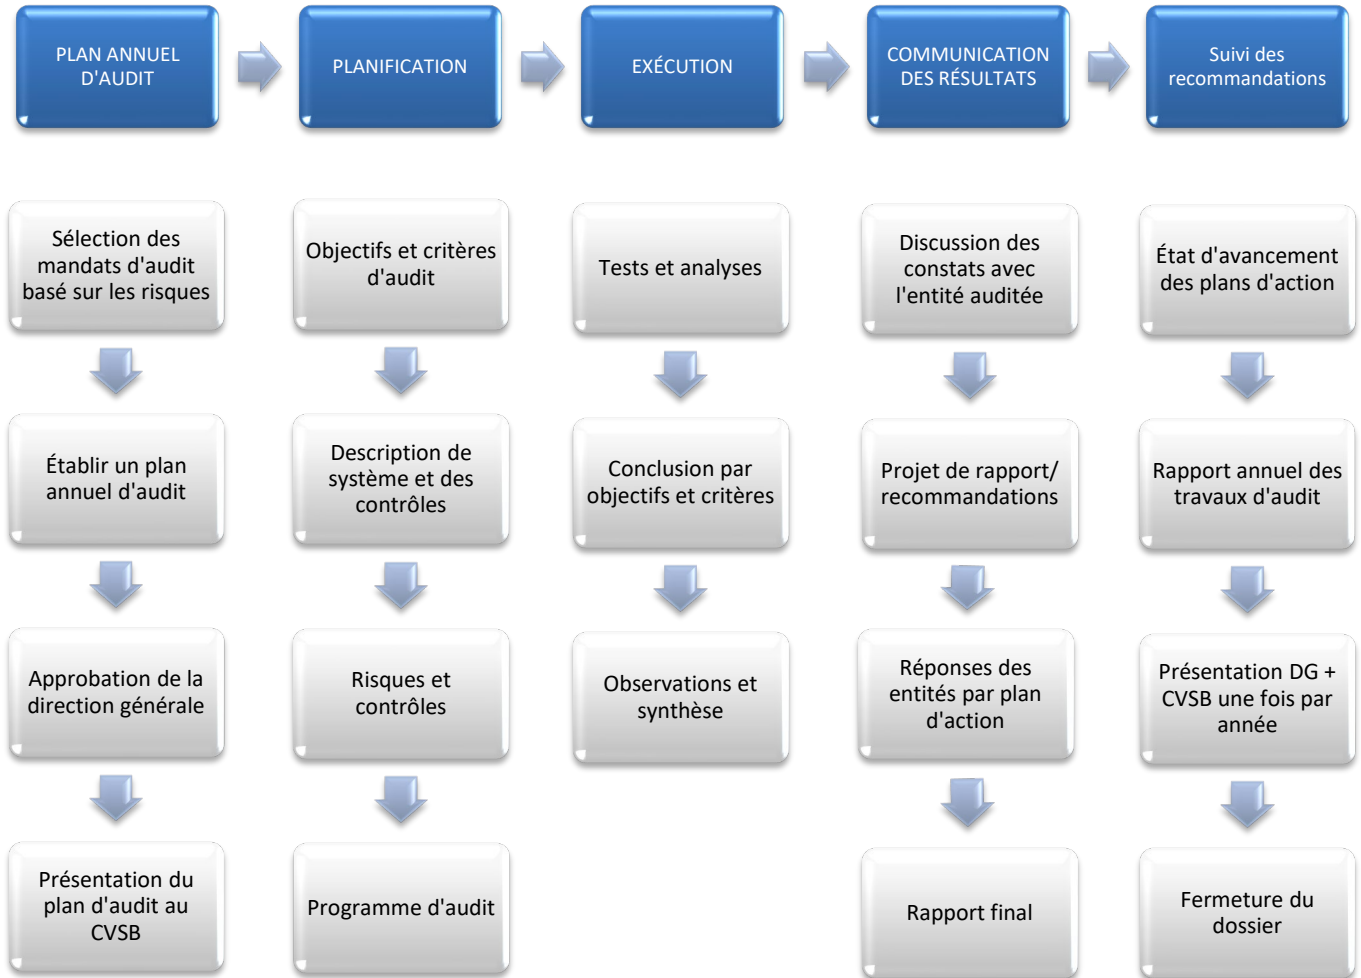 PLAN ANNUEL
D'AUDIT
PLANIFICATION
EXÉCUTION
COMMUNICATION
DES RÉSULTATS
Suivi des
recommandations
Sélection des
mandats d'audit
basé sur les risques
Établir un plan
annuel d'audit
Approbation de la
direction générale
Présentation du
plan d'audit au
CVSB
Objectifs et critères
d'audit
Description de
système et des
contrôles
Risques et
contrôles
Programme d'audit
Tests et analyses
Conclusion par
objectifs et critères
Observations et
synthèse
Discussion des
constats avec
l'entité auditée
Projet de rapport/
recommandations
Réponses des
entités par plan
d'action
Rapport final
État d'avancement
des plans d'action
Rapport annuel des
travaux d'audit
Présentation DG +
CVSB une fois par
année
Fermeture du
dossier